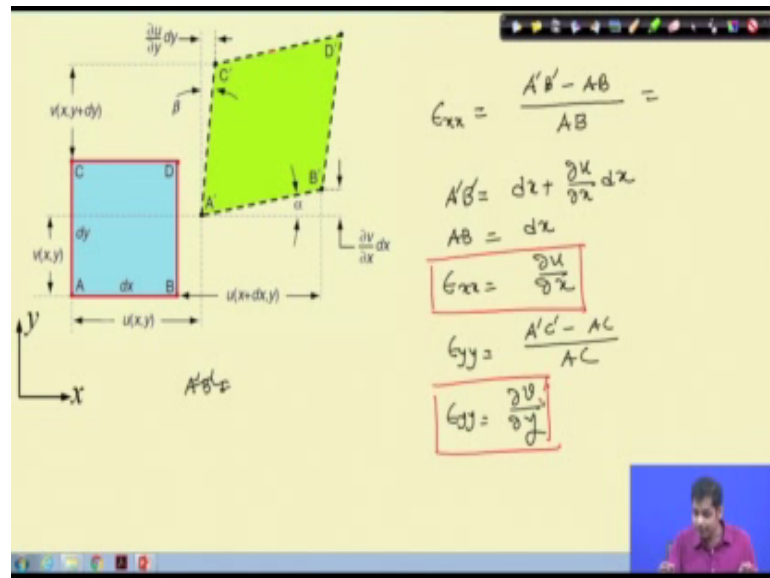 ∂u/∂y dy
C'
D'
β
v(x,y+dy)
A'
B'
α
C
D
dy
v(x,y)
A
dx
B
∂v/∂x dx
u(x+dx,y)
u(x,y)
y
x
A'B'=
ϵxx = (A'B' - AB)/AB =
A'B' = dx + ∂u/∂x dx
AB = dx
ϵxx = ∂u/∂x
ϵyy = (A'C' - AC)/AC
ϵyy = ∂v/∂y